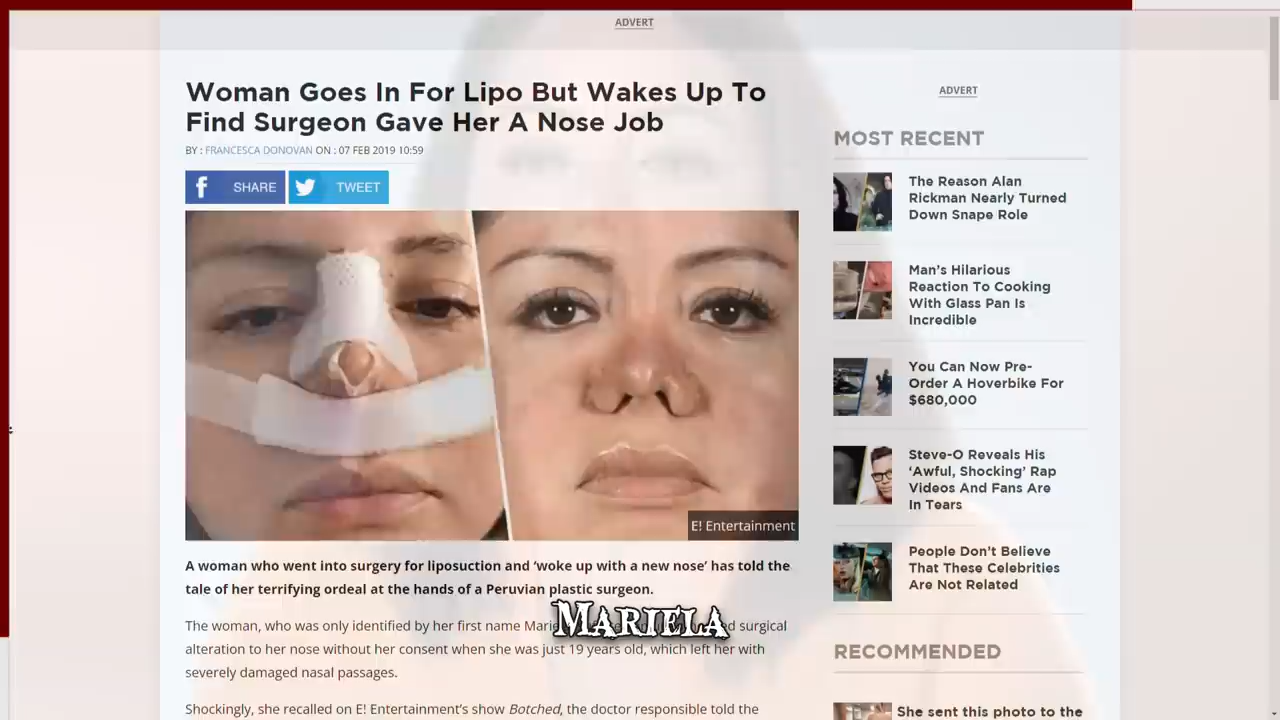 ADVERT
Woman Goes In For Lipo But Wakes Up To
Find Surgeon Gave Her A Nose Job
BY : FRANCESCA DONOVAN ON : 07 FEB 2019 10:59
SHARE
TWEET
E! Entertainment
A woman who went into surgery for liposuction and ‘woke up with a new nose’ has told the
tale of her terrifying ordeal at the hands of a Peruvian plastic surgeon.
MARIELA
The woman, who was only identified by her first name surgical
alteration to her nose without her consent when she was just 19 years old, which left her with
severely damaged nasal passages.
Shockingly, she recalled on E! Entertainment’s show Botched, the doctor responsible told the
ADVERT
MOST RECENT
The Reason Alan
Rickman Nearly Turned
Down Snape Role
Man’s Hilarious
Reaction To Cooking
With Glass Pan Is
Incredible
You Can Now Pre-
Order A Hoverbike For
$680,000
Steve-O Reveals His
‘Awful, Shocking’ Rap
Videos And Fans Are
In Tears
People Don’t Believe
That These Celebrities
Are Not Related
RECOMMENDED
She sent this photo to the